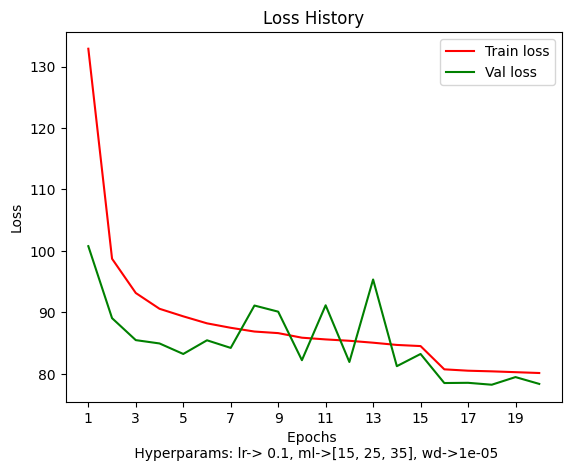 Loss History
Train loss
Val loss
130
120
110
100
90
80
Loss
1 3 5 7 9 11 13 15 17 19
Epochs
Hyperparams: lr-> 0.1, ml->[15, 25, 35], wd->1e-05